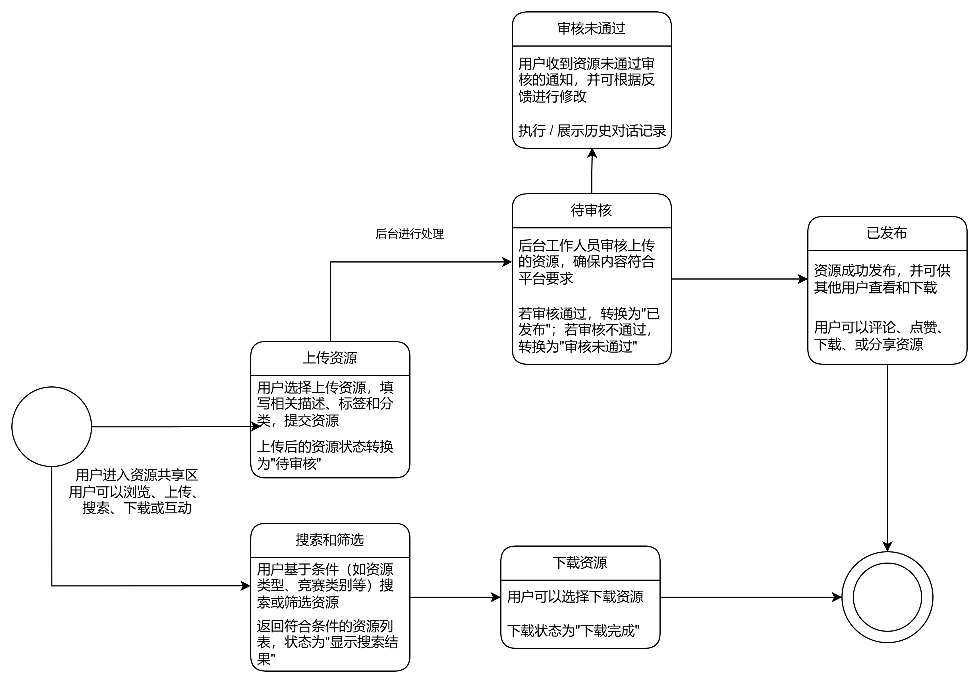 审核未通过
用户收到资源未通过审
核的通知，并可根据反
馈进行修改
执行 / 展示历史对话记录
待审核
后台工作人员审核上传
的资源，确保内容符合
平台要求
若审核通过，转换为"已
发布"；若审核不通过，
转换为"审核未通过"
已发布
资源成功发布，并可供
其他用户查看和下载
用户可以评论、点赞、
下载、或分享资源
后台进行处理
上传资源
用户选择上传资源，填
写相关描述、标签和分
类，提交资源
上传后的资源状态转换
为"待审核"
用户进入资源共享区
用户可以浏览、上传、
搜索、下载或互动
搜索和筛选
用户基于条件（如资源
类型、竞赛类别等）搜
索或筛选资源
返回符合条件的资源列
表，状态为"显示搜索结
果"
下载资源
用户可以选择下载资源
下载状态为"下载完成"